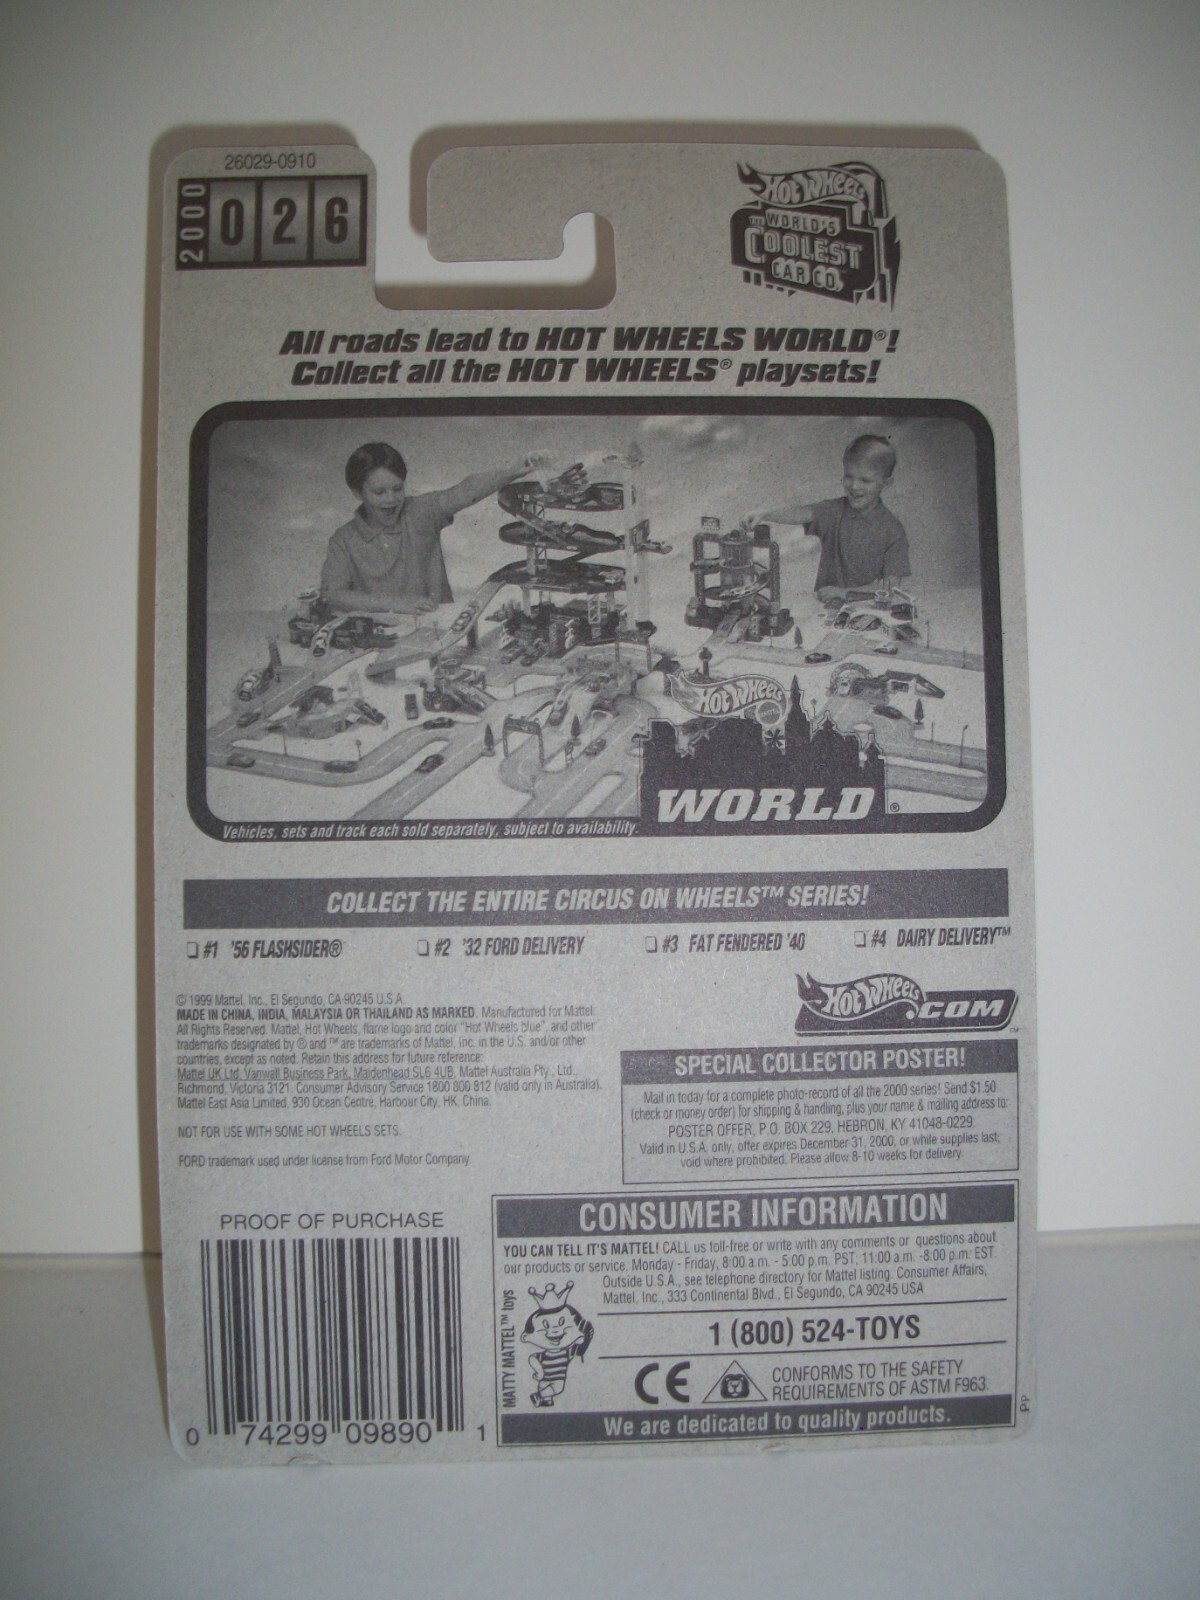 26029-0910
2000 026
HOT WHEELS
THE WORLD'S
COOLEST
CAR CO.
All roads lead to HOT WHEELS WORLD®!
Collect all the HOT WHEELS® playsets!
HOT WHEELS
WORLD ®
Vehicles, sets and track each sold separately, subject to availability.
COLLECT THE ENTIRE CIRCUS ON WHEELS™ SERIES!
❏ #1 '56 FLASHSIDER® ❏ #2 '32 FORD DELIVERY ❏ #3 FAT FENDERED '40 ❏ #4 DAIRY DELIVERY™
© 1999 Mattel, Inc., El Segundo, CA 90245 U.S.A.
MADE IN CHINA, INDIA, MALAYSIA OR THAILAND AS MARKED. Manufactured for Mattel.
All Rights Reserved. Mattel, Hot Wheels, flame logo and color "Hot Wheels blue", and other
trademarks designated by ® and ™ are trademarks of Mattel, Inc. in the U.S. and/or other
countries, except as noted. Retain this address for future reference:
Mattel UK Ltd, Vanwall Business Park, Maidenhead SL6 4UB. Mattel Australia Pty., Ltd.,
Richmond, Victoria 3121. Consumer Advisory Service 1800 800 812 (valid only in Australia).
Mattel East Asia Limited, 930 Ocean Centre, Harbour City, HK, China.
NOT FOR USE WITH SOME HOT WHEELS SETS.
FORD trademark used under license from Ford Motor Company.
HOT WHEELS.COM™
SPECIAL COLLECTOR POSTER!
Mail in today for a complete photo-record of all the 2000 series! Send $1.50
(check or money order) for shipping & handling, plus your name & mailing address to:
POSTER OFFER, P.O. BOX 229, HEBRON, KY 41048-0229.
Valid in U.S.A. only, offer expires December 31, 2000, or while supplies last,
void where prohibited. Please allow 8-10 weeks for delivery.
PROOF OF PURCHASE
0 74299 09890 1
CONSUMER INFORMATION
YOU CAN TELL IT'S MATTEL! CALL us toll-free or write with any comments or questions about
our products or service. Monday - Friday, 8:00 a.m. - 5:00 p.m. PST; 11:00 a.m. -8:00 p.m. EST.
Outside U.S.A., see telephone directory for Mattel listing. Consumer Affairs,
Mattel, Inc., 333 Continental Blvd., El Segundo, CA 90245 USA
MATTY MATTEL™ toys
1 (800) 524-TOYS
CE
CONFORMS TO THE SAFETY
REQUIREMENTS OF ASTM F963.
We are dedicated to quality products.
PP